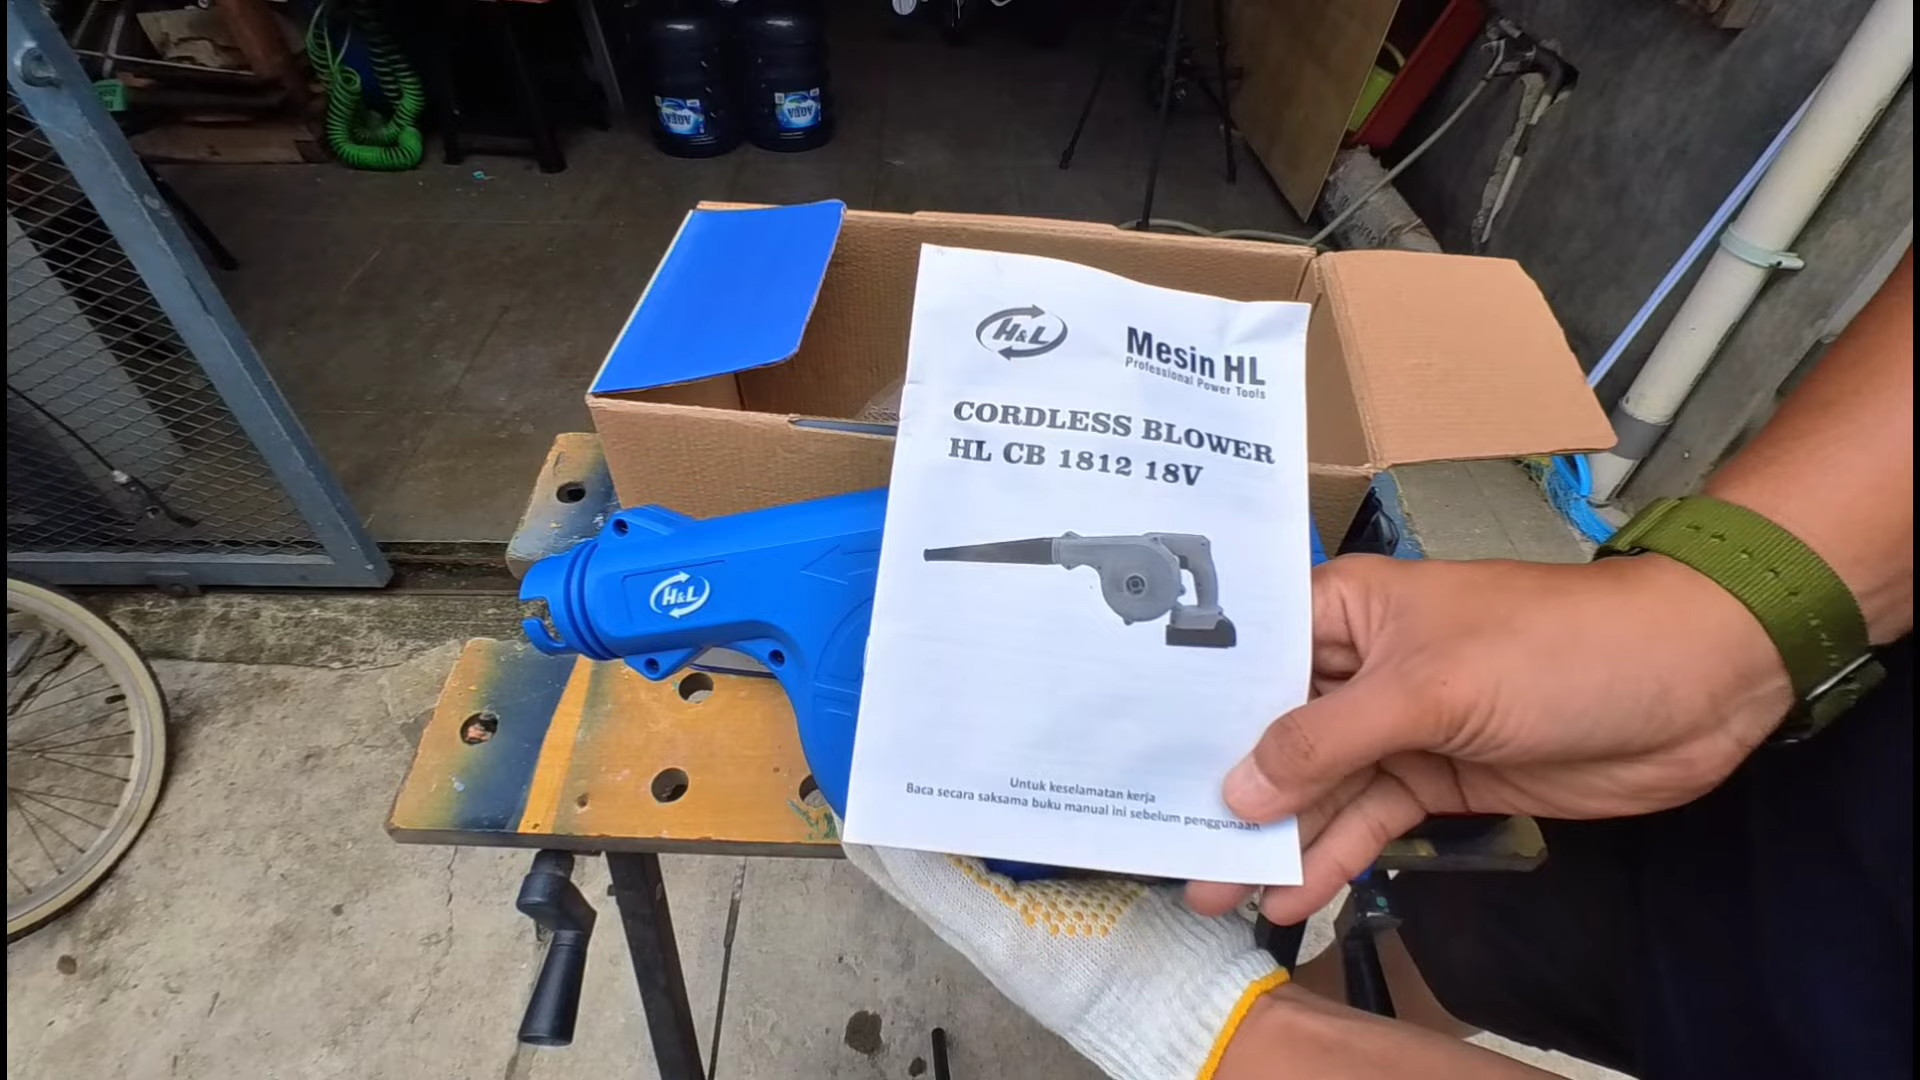 AQUA
AQUA
H&L
Mesin HL
Professional Power Tools
CORDLESS BLOWER
HL CB 1812 18V
H&L
Untuk keselamatan kerja
Baca secara saksama buku manual ini sebelum penggunaan